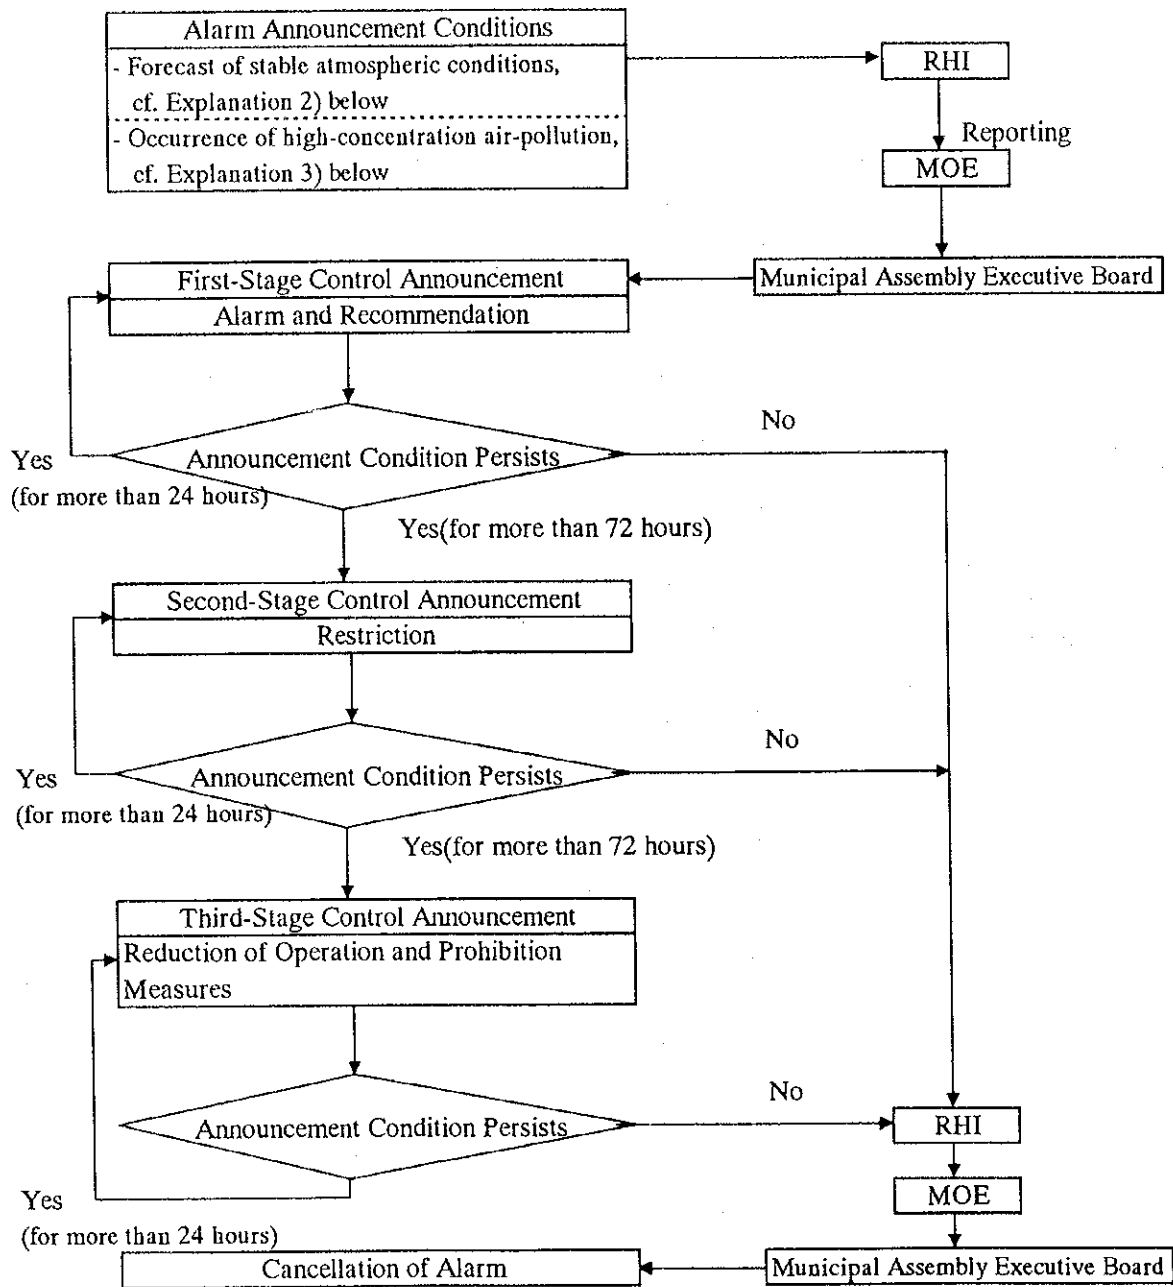 Alarm Announcement Conditions
- Forecast of stable atmospheric conditions,
cf. Explanation 2) below
- Occurrence of high-concentration air-pollution,
cf. Explanation 3) below
RHI
Reporting
MOE
Municipal Assembly Executive Board
First-Stage Control Announcement
Alarm and Recommendation
Announcement Condition Persists
No
Yes
(for more than 24 hours)
Yes(for more than 72 hours)
Second-Stage Control Announcement
Restriction
Announcement Condition Persists
No
Yes
(for more than 24 hours)
Yes(for more than 72 hours)
Third-Stage Control Announcement
Reduction of Operation and Prohibition
Measures
Announcement Condition Persists
No
Yes
(for more than 24 hours)
RHI
MOE
Municipal Assembly Executive Board
Cancellation of Alarm